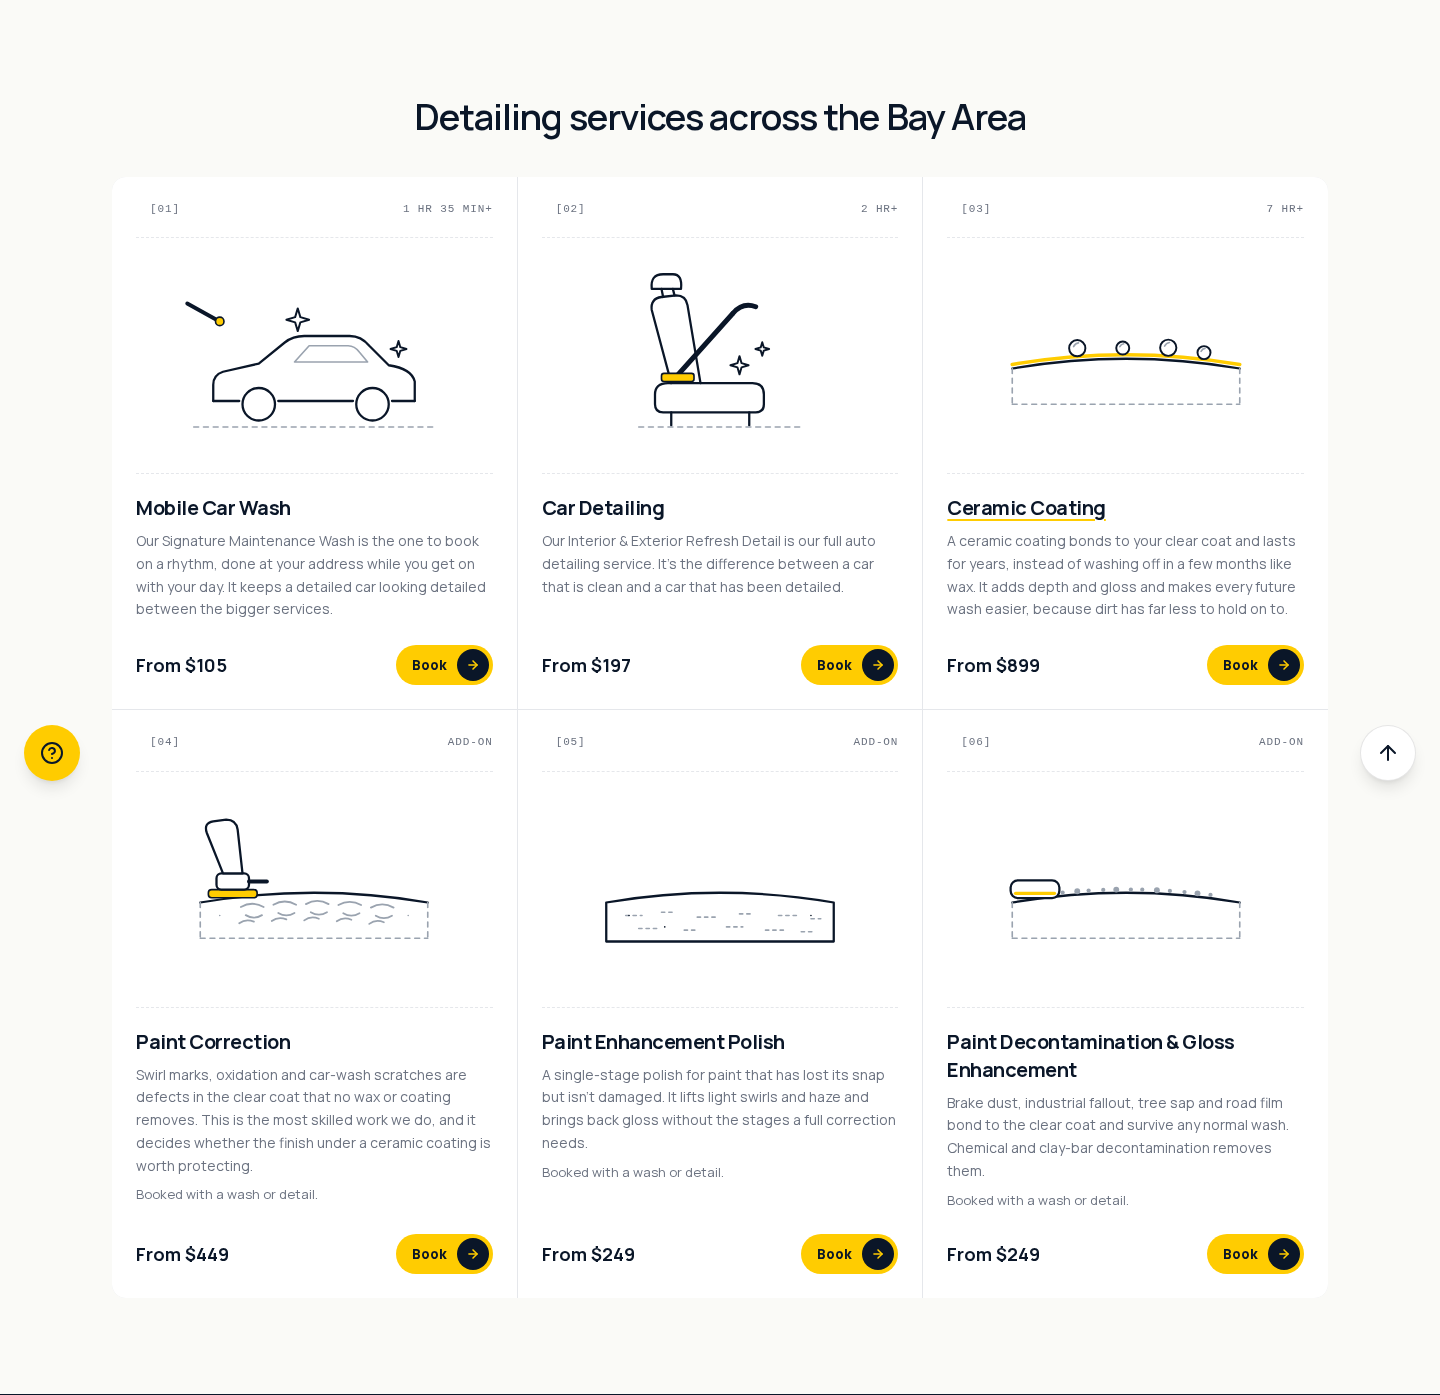 Detailing services across the Bay Area
[01]
1 HR 35 MIN+
Mobile Car Wash
Our Signature Maintenance Wash is the one to book
on a rhythm, done at your address while you get on
with your day. It keeps a detailed car looking detailed
between the bigger services.
From $105
Book
[02]
2 HR+
Car Detailing
Our Interior & Exterior Refresh Detail is our full auto
detailing service. It's the difference between a car
that is clean and a car that has been detailed.
From $197
Book
[03]
7 HR+
Ceramic Coating
A ceramic coating bonds to your clear coat and lasts
for years, instead of washing off in a few months like
wax. It adds depth and gloss and makes every future
wash easier, because dirt has far less to hold on to.
From $899
Book
[04]
ADD-ON
Paint Correction
Swirl marks, oxidation and car-wash scratches are
defects in the clear coat that no wax or coating
removes. This is the most skilled work we do, and it
decides whether the finish under a ceramic coating is
worth protecting.
Booked with a wash or detail.
From $449
Book
[05]
ADD-ON
Paint Enhancement Polish
A single-stage polish for paint that has lost its snap
but isn't damaged. It lifts light swirls and haze and
brings back gloss without the stages a full correction
needs.
Booked with a wash or detail.
From $249
Book
[06]
ADD-ON
Paint Decontamination & Gloss
Enhancement
Brake dust, industrial fallout, tree sap and road film
bond to the clear coat and survive any normal wash.
Chemical and clay-bar decontamination removes
them.
Booked with a wash or detail.
From $249
Book